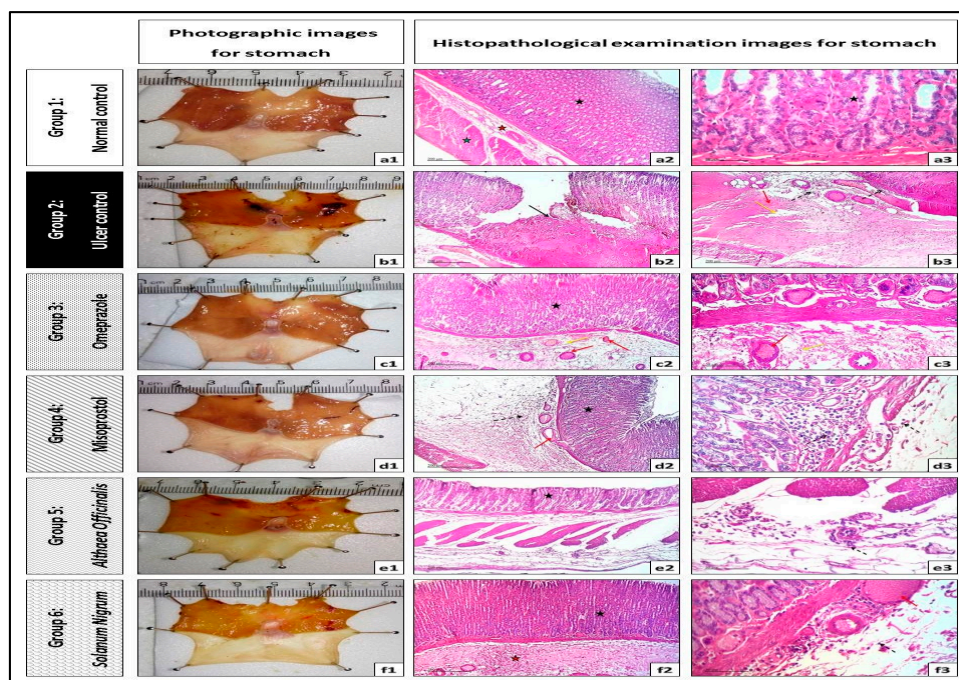 Photographic images
for stomach
Histopathological examination images for stomach
Group 1:
Normal control
a1
a2
a3
Group 2:
Ulcer control
b1
b2
b3
Group 3:
Omeprazole
c1
c2
c3
Group 4:
Misoprostol
d1
d2
d3
Group 5:
Althaea Officinalis
e1
e2
e3
Group 6:
Solanum Nigrum
f1
f2
f3